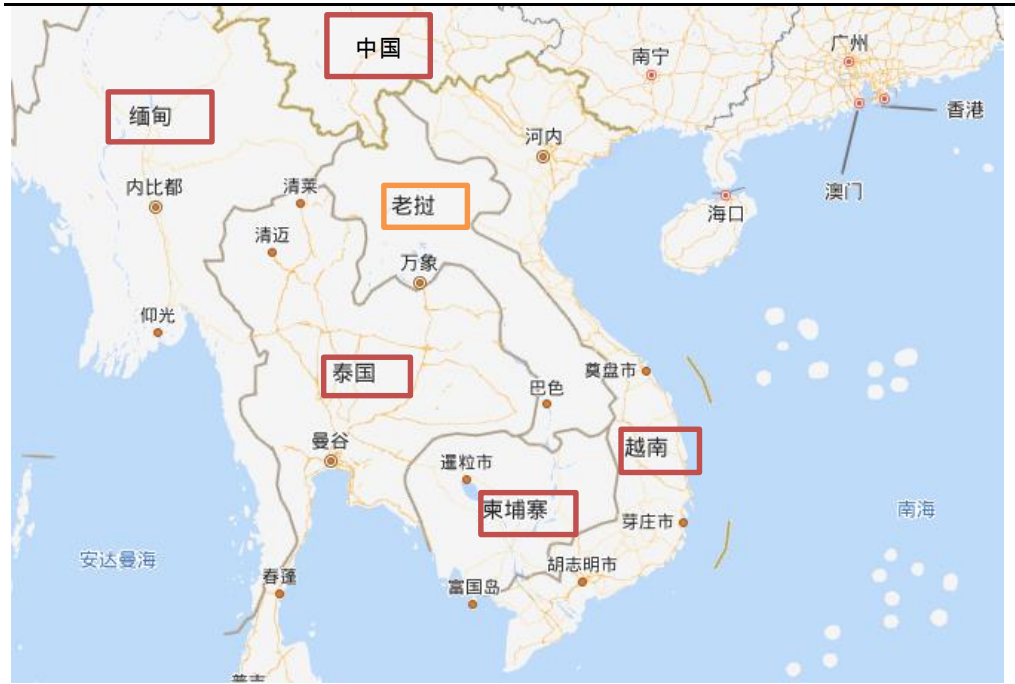 中国
广州
南宁
香港
缅甸
河内
内比都
清莱
老挝
澳门
海口
清迈
万象
仰光
泰国
巴色
奠盘市
曼谷
暹粒市
越南
柬埔寨
芽庄市
南海
安达曼海
春蓬
富国岛
胡志明市